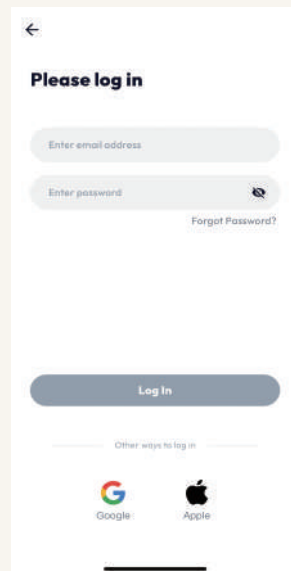 Please log in
Enter email address
Enter password
Forgot Password?
Log In
Other ways to log in
Google
Apple